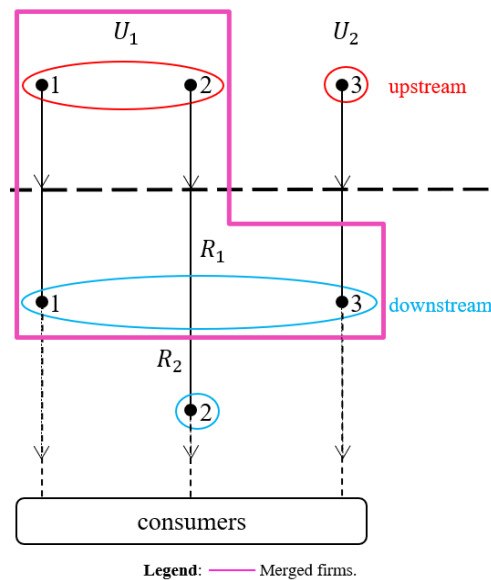 U₁ U₂
1 2 3 upstream
R₁
1 3 downstream
R₂
2
consumers
Legend: Merged firms.